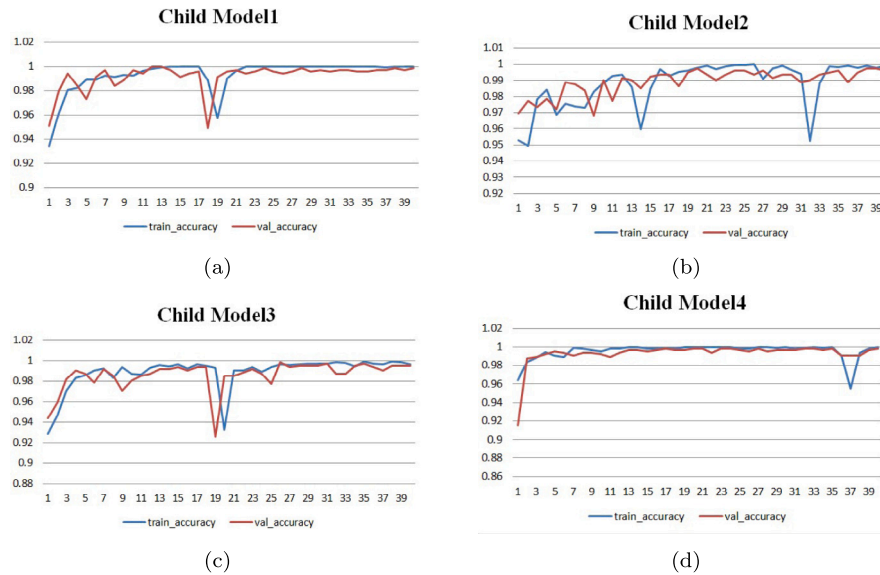 Child Model1
1.02
1
0.98
0.96
0.94
0.92
0.9
1 3 5 7 9 11 13 15 17 19 21 23 25 27 29 31 33 35 37 39
train_accuracy val_accuracy
(a)
Child Model2
1.01
1.00
0.99
0.98
0.97
0.96
0.95
0.94
0.93
0.92
1 3 5 7 9 11 13 15 17 19 21 23 25 27 29 31 33 35 37 39
train_accuracy val_accuracy
(b)
Child Model3
1.02
1
0.98
0.96
0.94
0.92
0.9
0.88
1 3 5 7 9 11 13 15 17 19 21 23 25 27 29 31 33 35 37 39
train_accuracy val_accuracy
(c)
Child Model4
1.02
1
0.98
0.96
0.94
0.92
0.9
0.88
0.86
1 3 5 7 9 11 13 15 17 19 21 23 25 27 29 31 33 35 37 39
train_accuracy val_accuracy
(d)